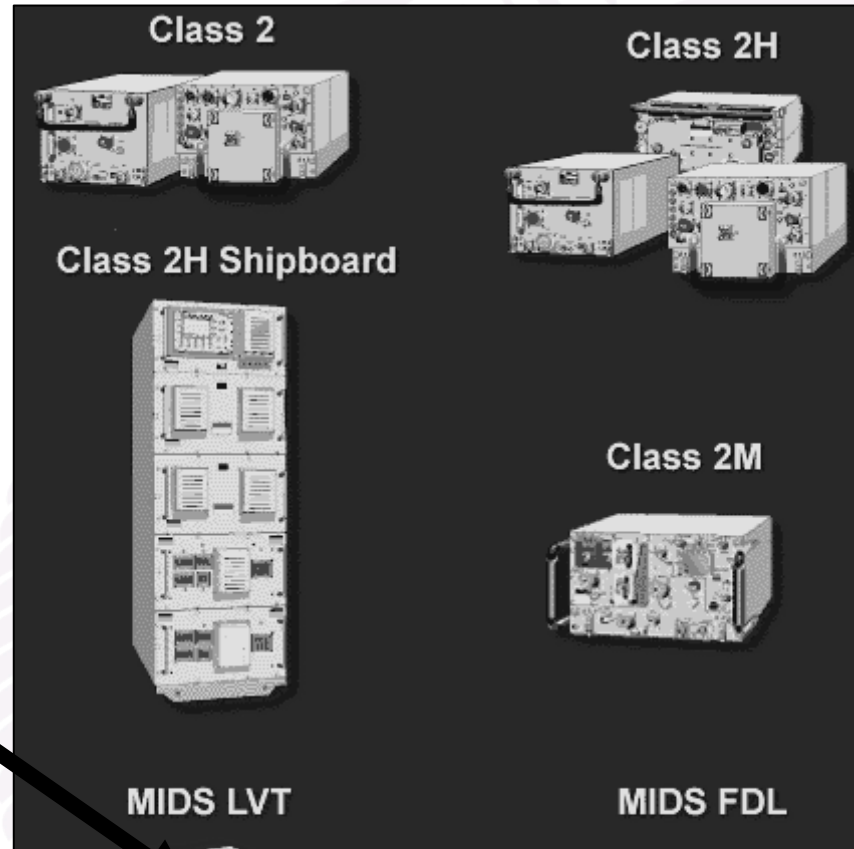 Class 2
Class 2H
Class 2H Shipboard
Class 2M
MIDS LVT
MIDS FDL